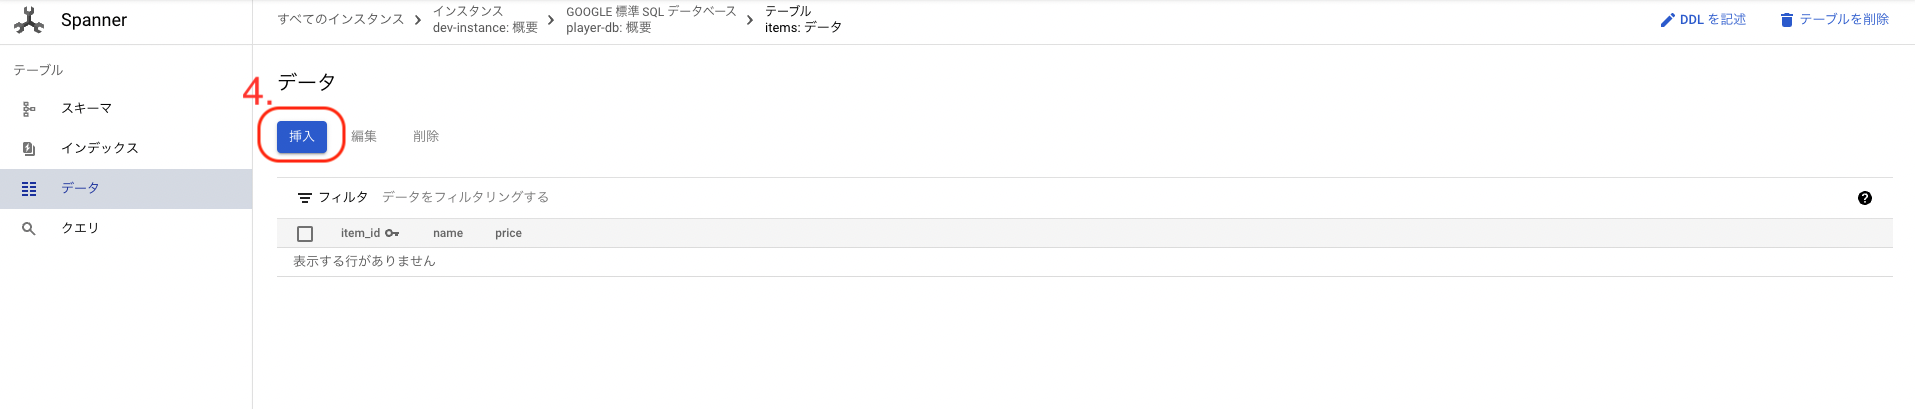 Spanner
すべてのインスタンス
インスタンス
dev-instance: 概要
GOOGLE 標準 SQL データベース
player-db: 概要
テーブル
items: データ
DDL を記述
テーブルを削除
テーブル
スキーマ
インデックス
データ
クエリ
データ
4.
挿入 編集 削除
フィルタ データをフィルタリングする
item_id name price
表示する行がありません